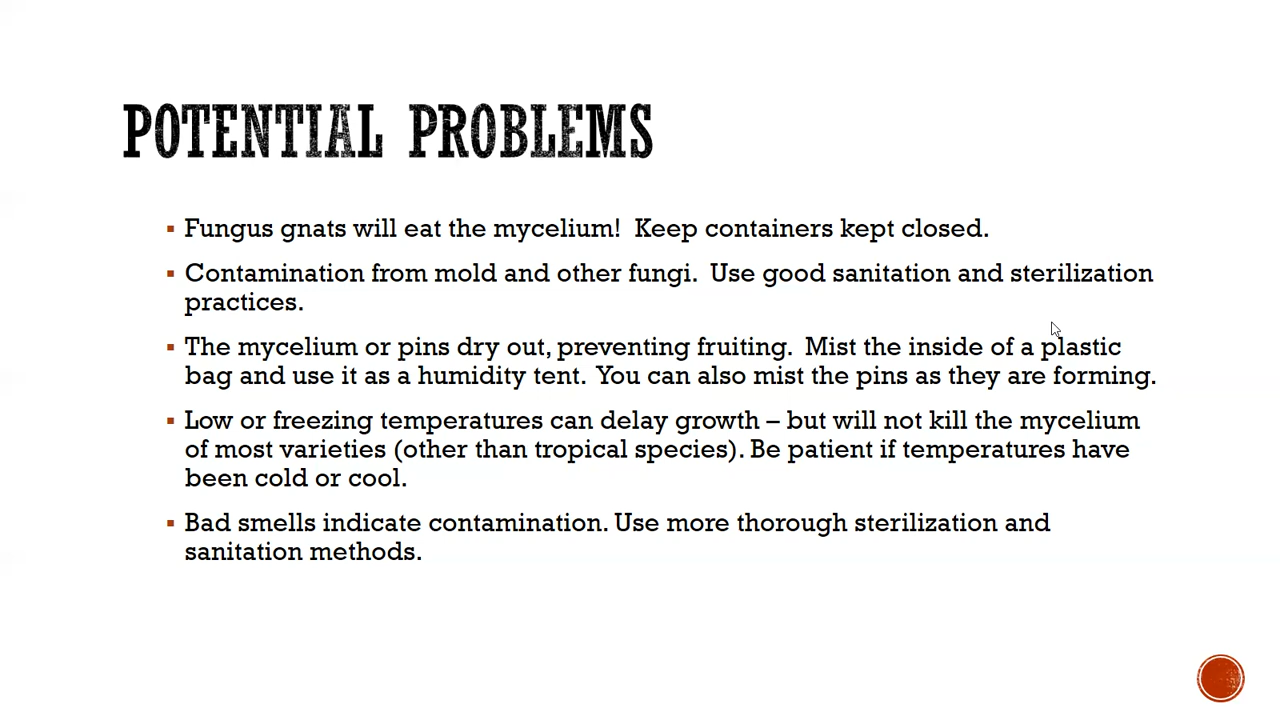 POTENTIAL PROBLEMS
▪ Fungus gnats will eat the mycelium!  Keep containers kept closed.
▪ Contamination from mold and other fungi.  Use good sanitation and sterilization
practices.
▪ The mycelium or pins dry out, preventing fruiting.  Mist the inside of a plastic
bag and use it as a humidity tent.  You can also mist the pins as they are forming.
▪ Low or freezing temperatures can delay growth – but will not kill the mycelium
of most varieties (other than tropical species). Be patient if temperatures have
been cold or cool.
▪ Bad smells indicate contamination. Use more thorough sterilization and
sanitation methods.